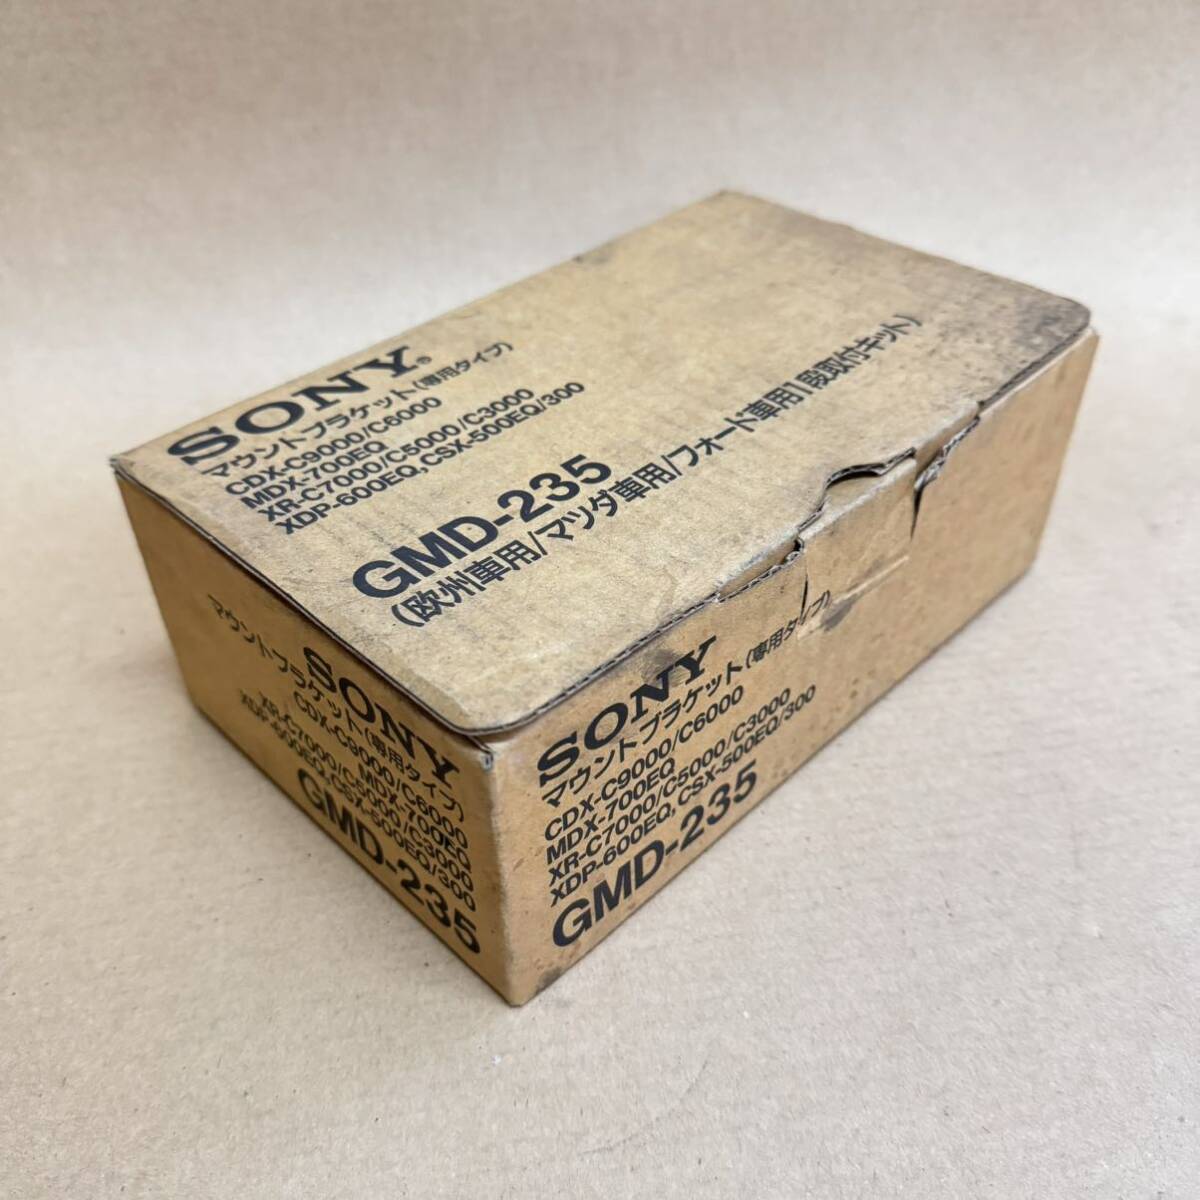 SONY®
マウントブラケット(専用タイプ)
CDX-C9000/C6000
MDX-700EQ
XR-C7000/C5000/C3000
XDP-600EQ,CSX-500EQ/300
GMD-235
(欧州車用/マツダ車用/フォード車用1段取付キット)
SONY
マウントブラケット(専用タイプ)
CDX-C9000/C6000
MDX-700EQ
XR-C7000/C5000/C3000
XDP-600EQ,CSX-500EQ/300
GMD-235
SONY
マウントブラケット(専用タイプ)
CDX-C9000/C6000
MDX-700EQ
XR-C7000/C5000/C3000
XDP-600EQ,CSX-500EQ/300
GMD-235